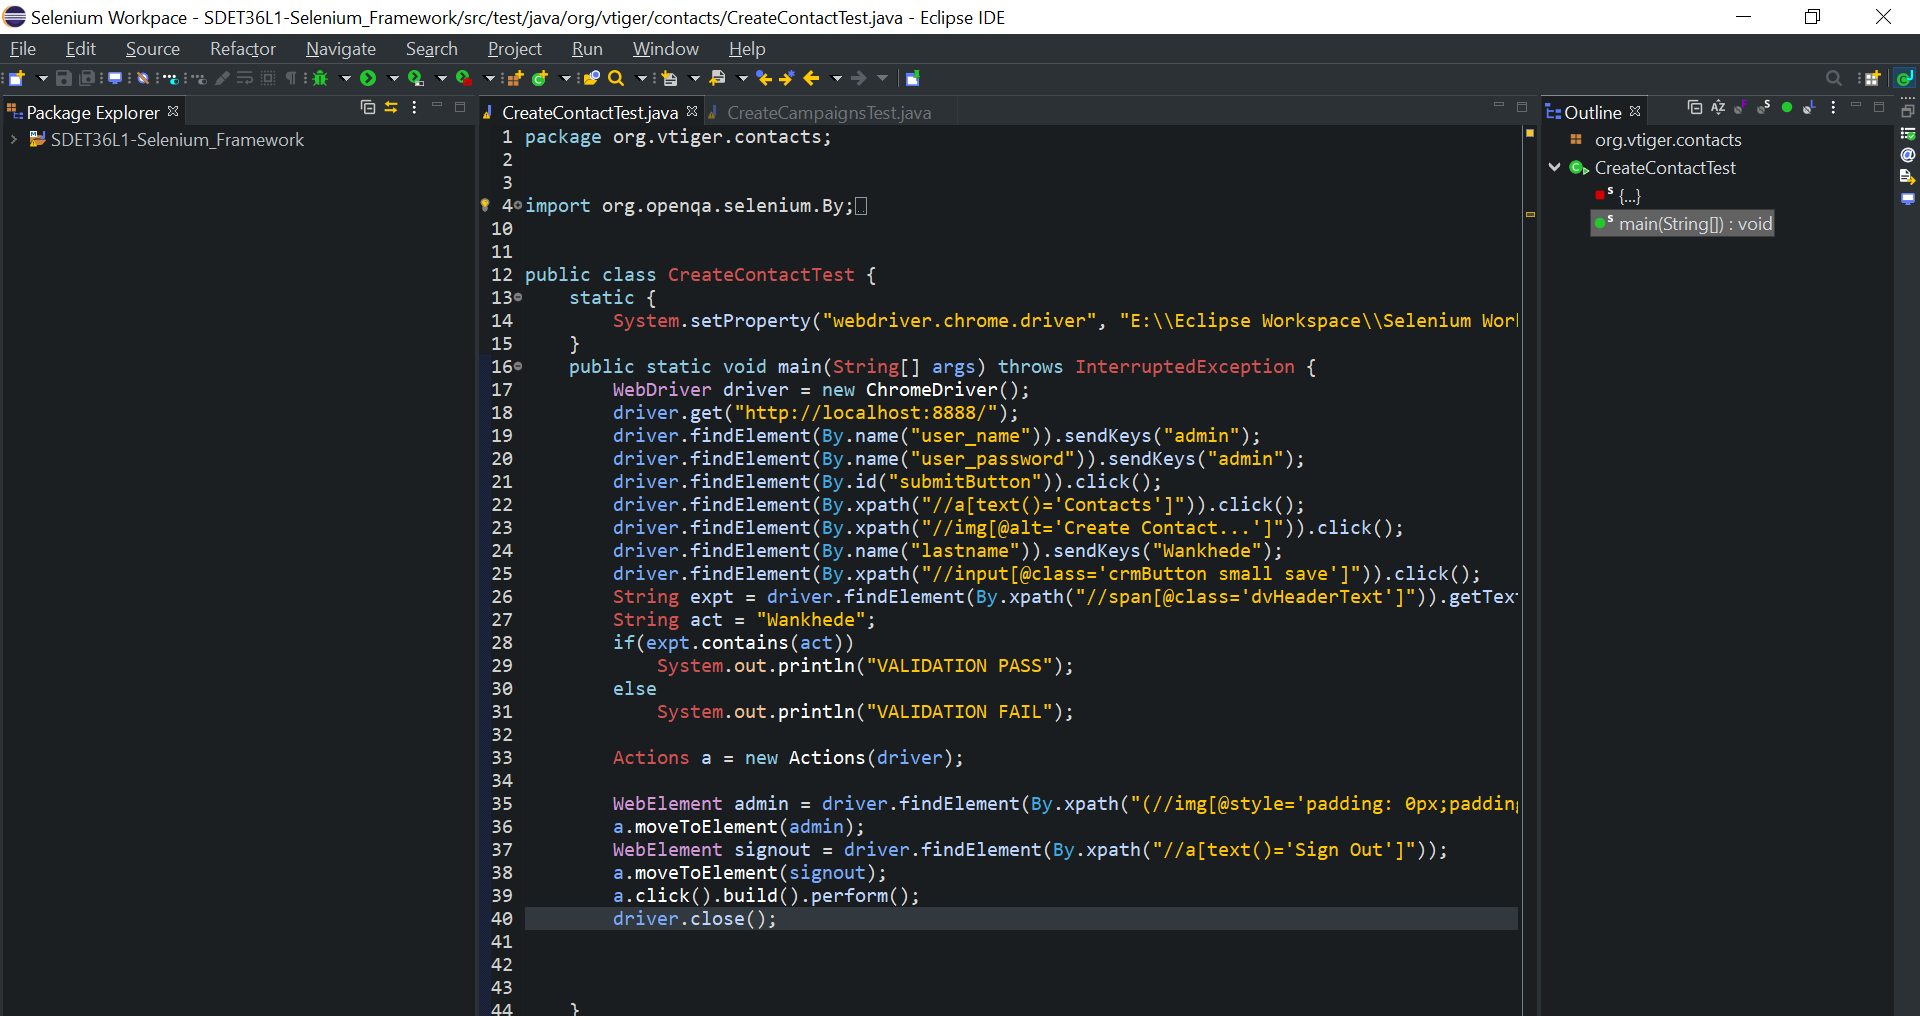 Selenium Workpace - SDET36L1-Selenium_Framework/src/test/java/org/vtiger/contacts/CreateContactTest.java - Eclipse IDE
File Edit Source Refactor Navigate Search Project Run Window Help
Package Explorer
SDET36L1-Selenium_Framework
CreateContactTest.java CreateCampaignsTest.java
1 package org.vtiger.contacts;
2
3
4 import org.openqa.selenium.By;
10
11
12 public class CreateContactTest {
13 static {
14 System.setProperty("webdriver.chrome.driver", "E:\\Eclipse Workspace\\Selenium Wor
15 }
16 public static void main(String[] args) throws InterruptedException {
17 WebDriver driver = new ChromeDriver();
18 driver.get("http://localhost:8888/");
19 driver.findElement(By.name("user_name")).sendKeys("admin");
20 driver.findElement(By.name("user_password")).sendKeys("admin");
21 driver.findElement(By.id("submitButton")).click();
22 driver.findElement(By.xpath("//a[text()='Contacts']")).click();
23 driver.findElement(By.xpath("//img[@alt='Create Contact...']")).click();
24 driver.findElement(By.name("lastname")).sendKeys("Wankhede");
25 driver.findElement(By.xpath("//input[@class='crmButton small save']")).click();
26 String expt = driver.findElement(By.xpath("//span[@class='dvHeaderText']")).getTex
27 String act = "Wankhede";
28 if(expt.contains(act))
29 System.out.println("VALIDATION PASS");
30 else
31 System.out.println("VALIDATION FAIL");
32
33 Actions a = new Actions(driver);
34
35 WebElement admin = driver.findElement(By.xpath("(//img[@style='padding: 0px;paddin
36 a.moveToElement(admin);
37 WebElement signout = driver.findElement(By.xpath("//a[text()='Sign Out']"));
38 a.moveToElement(signout);
39 a.click().build().perform();
40 driver.close();
41
42
43
44 }
Outline
org.vtiger.contacts
CreateContactTest
{...}
main(String[]) : void